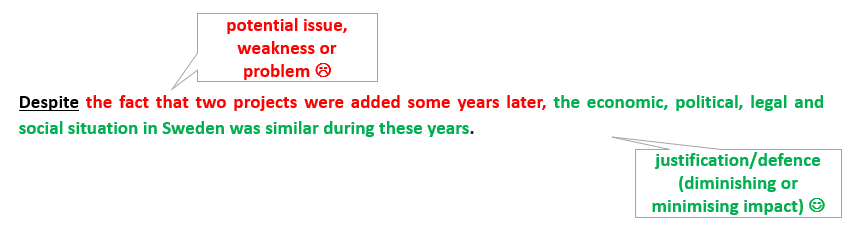 potential issue,
weakness or
problem ☹
Despite the fact that two projects were added some years later, the economic, political, legal and
social situation in Sweden was similar during these years.
justification/defence
(diminishing or
minimising impact) 😊